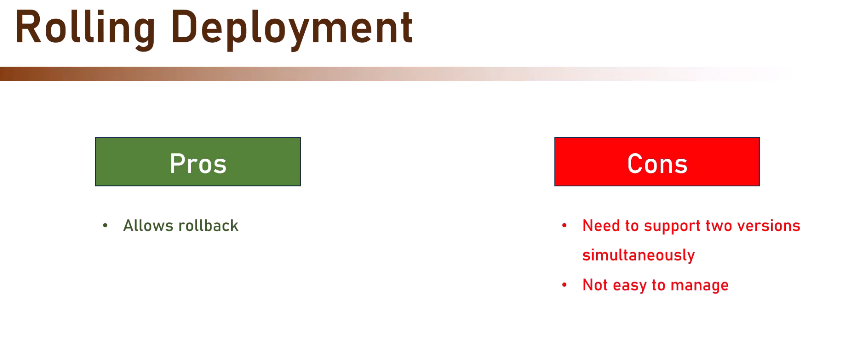 Rolling Deployment
Pros
• Allows rollback
Cons
• Need to support two versions
simultaneously
• Not easy to manage